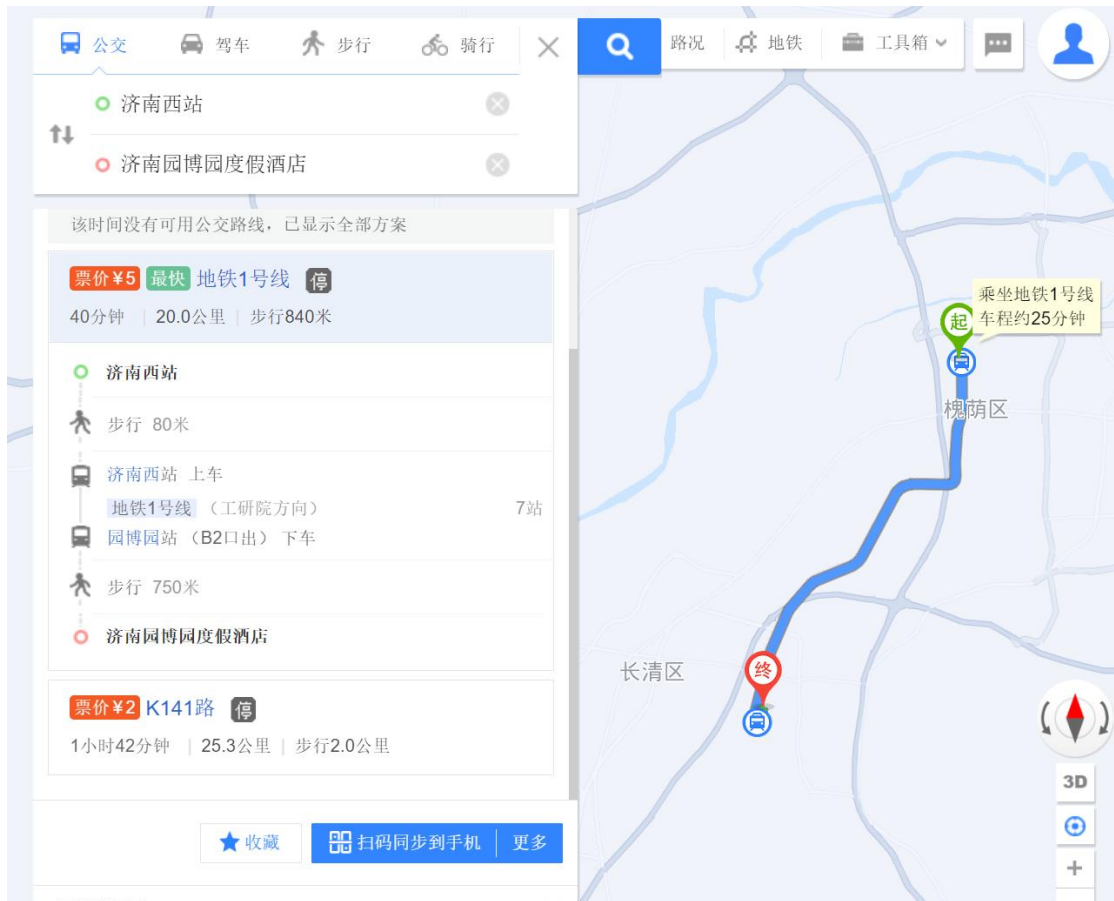 公交 驾车 步行 骑行
路况 地铁 工具箱
济南西站
济南园博园度假酒店
该时间没有可用公交路线，已显示全部方案
票价¥5 最快 地铁1号线 停
40分钟 20.0公里 步行840米
济南西站
步行 80米
济南西站 上车
地铁1号线 （工研院方向） 7站
园博园站 （B2口出） 下车
步行 750米
济南园博园度假酒店
票价¥2 K141路 停
1小时42分钟 25.3公里 步行2.0公里
收藏 扫码同步到手机 更多
乘坐地铁1号线
车程约25分钟
起
槐荫区
长清区
终
3D